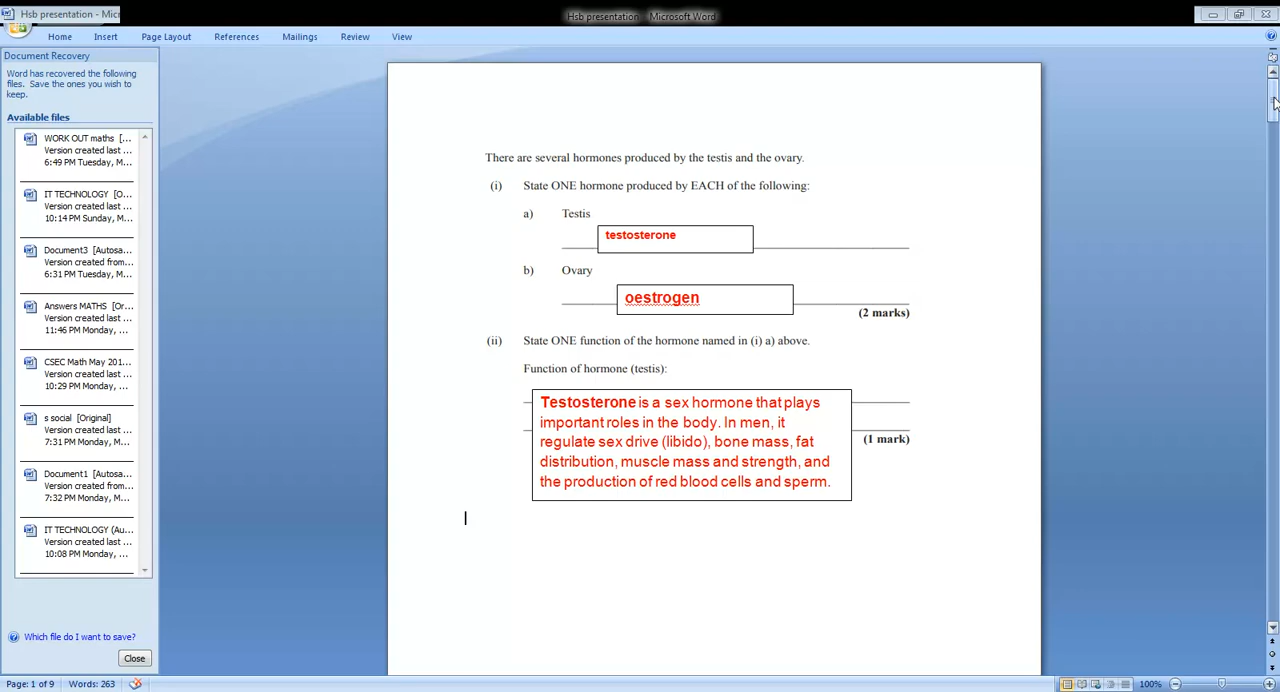 Hsb presentation - Micr
Hsb presentation - Microsoft Word
Home Insert Page Layout References Mailings Review View
Document Recovery
Word has recovered the following
files. Save the ones you wish to
keep.
Available files
WORK OUT maths [...
Version created last ...
6:49 PM Tuesday, M...
IT TECHNOLOGY [O...
Version created last ...
10:14 PM Sunday, M...
Document3 [Autosa...
Version created from...
6:31 PM Tuesday, M...
Answers MATHS [Or...
Version created last ...
11:46 PM Monday, ...
CSEC Math May 201...
Version created last ...
10:29 PM Monday, ...
s social [Original]
Version created last ...
7:31 PM Monday, ...
Document1 [Autosa...
Version created last ...
7:32 PM Monday, ...
IT TECHNOLOGY (Au...
Version created last ...
10:08 PM Monday, ...
Which file do I want to save?
Close
There are several hormones produced by the testis and the ovary.
(i) State ONE hormone produced by EACH of the following:
a) Testis
testosterone
b) Ovary
oestrogen
(2 marks)
(ii) State ONE function of the hormone named in (i) a) above.
Function of hormone (testis):
Testosterone is a sex hormone that plays
important roles in the body. In men, it
regulate sex drive (libido), bone mass, fat
distribution, muscle mass and strength, and
the production of red blood cells and sperm.
(1 mark)
Page: 1 of 9 Words: 263 100%